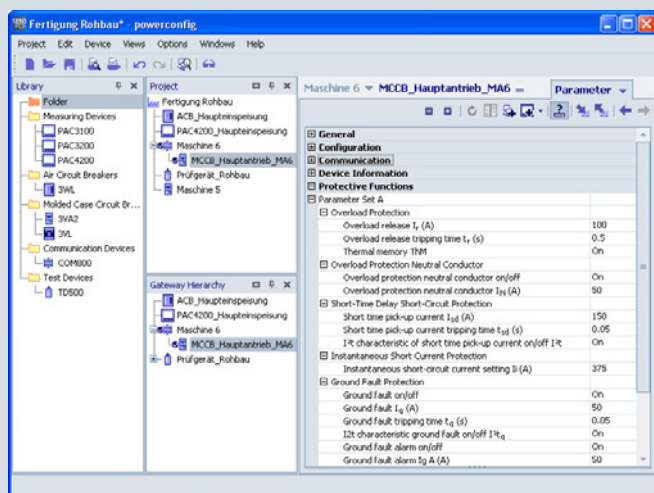 Fertigung Rohbau* - powerconfig
Project Edit Device Views Options Windows Help
Library
Folder
Measuring Devices
PAC3100
PAC3200
PAC4200
Air Circuit Breakers
3WL
Molded Case Circuit Br...
3VA2
3VL
Communication Devices
COM800
Test Devices
TD500
Project
Fertigung Rohbau
ACB_Haupteinspeisung
PAC4200_Haupteinspeisung
Maschine 6
MCCB_Hauptantrieb_MA6
Prüfgerät_Rohbau
Maschine 5
Gateway Hierarchy
ACB_Haupteinspeisung
PAC4200_Haupteinspeisung
Maschine 6
MCCB_Hauptantrieb_MA6
Prüfgerät_Rohbau
Maschine 6 MCCB_Hauptantrieb_MA6 Parameter
General
Configuration
Communication
Device Information
Protective Functions
Parameter Set A
Overload Protection
Overload release Ir (A) 100
Overload release tripping time tr (s) 0.5
Thermal memory ThM On
Overload Protection Neutral Conductor
Overload protection neutral conductor on/off On
Overload protection neutral conductor IN (A) 50
Short-Time Delay Short-Circuit Protection
Short time pick-up current Isd (A) 150
Short time pick-up current tripping time tsd (s) 0.05
I²t characteristic of short time pick-up current on/off I²t On
Instantaneous Short Current Protection
Instantaneous short-circuit current setting Ii (A) 375
Ground Fault Protection
Ground fault on/off On
Ground fault Ig (A) 50
Ground fault tripping time tg (s) 0.05
I2t characteristic ground fault on/off I²tg On
Ground fault alarm on/off On
Ground fault alarm Ig A (A) 50